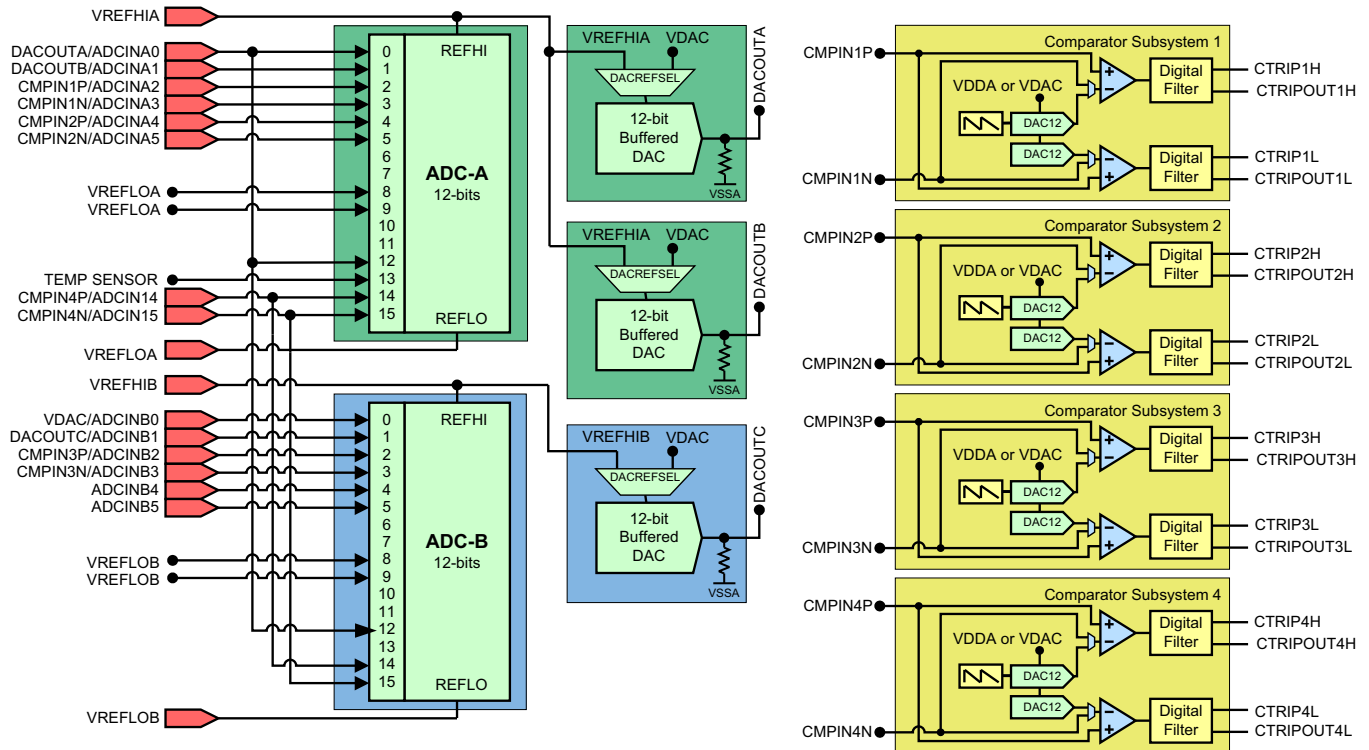 VREFHIA
DACOUTA/ADCINA0
DACOUTB/ADCINA1
CMPIN1P/ADCINA2
CMPIN1N/ADCINA3
CMPIN2P/ADCINA4
CMPIN2N/ADCINA5
VREFLOA
VREFLOA
TEMP SENSOR
CMPIN4P/ADCIN14
CMPIN4N/ADCIN15
VREFLOA
REFHI
0
1
2
3
4
5
6
7
8
9
10
11
12
13
14
15
ADC-A
12-bits
REFLO
VREFHIB
VDAC/ADCINB0
DACOUTC/ADCINB1
CMPIN3P/ADCINB2
CMPIN3N/ADCINB3
ADCINB4
ADCINB5
VREFLOB
VREFLOB
VREFLOB
REFHI
0
1
2
3
4
5
6
7
8
9
10
11
12
13
14
15
ADC-B
12-bits
REFLO
VREFHIA
VDAC
DACREFSEL
12-bit
Buffered
DAC
VSSA
DACOUTA
VREFHIA
VDAC
DACREFSEL
12-bit
Buffered
DAC
VSSA
DACOUTB
VREFHIB
VDAC
DACREFSEL
12-bit
Buffered
DAC
VSSA
DACOUTC
Comparator Subsystem 1
CMPIN1P
CMPIN1N
VDDA or VDAC
DAC12
DAC12
Digital
Filter
Digital
Filter
CTRIP1H
CTRIPOUT1H
CTRIP1L
CTRIPOUT1L
Comparator Subsystem 2
CMPIN2P
CMPIN2N
VDDA or VDAC
DAC12
DAC12
Digital
Filter
Digital
Filter
CTRIP2H
CTRIPOUT2H
CTRIP2L
CTRIPOUT2L
Comparator Subsystem 3
CMPIN3P
CMPIN3N
VDDA or VDAC
DAC12
DAC12
Digital
Filter
Digital
Filter
CTRIP3H
CTRIPOUT3H
CTRIP3L
CTRIPOUT3L
Comparator Subsystem 4
CMPIN4P
CMPIN4N
VDDA or VDAC
DAC12
DAC12
Digital
Filter
Digital
Filter
CTRIP4H
CTRIPOUT4H
CTRIP4L
CTRIPOUT4L